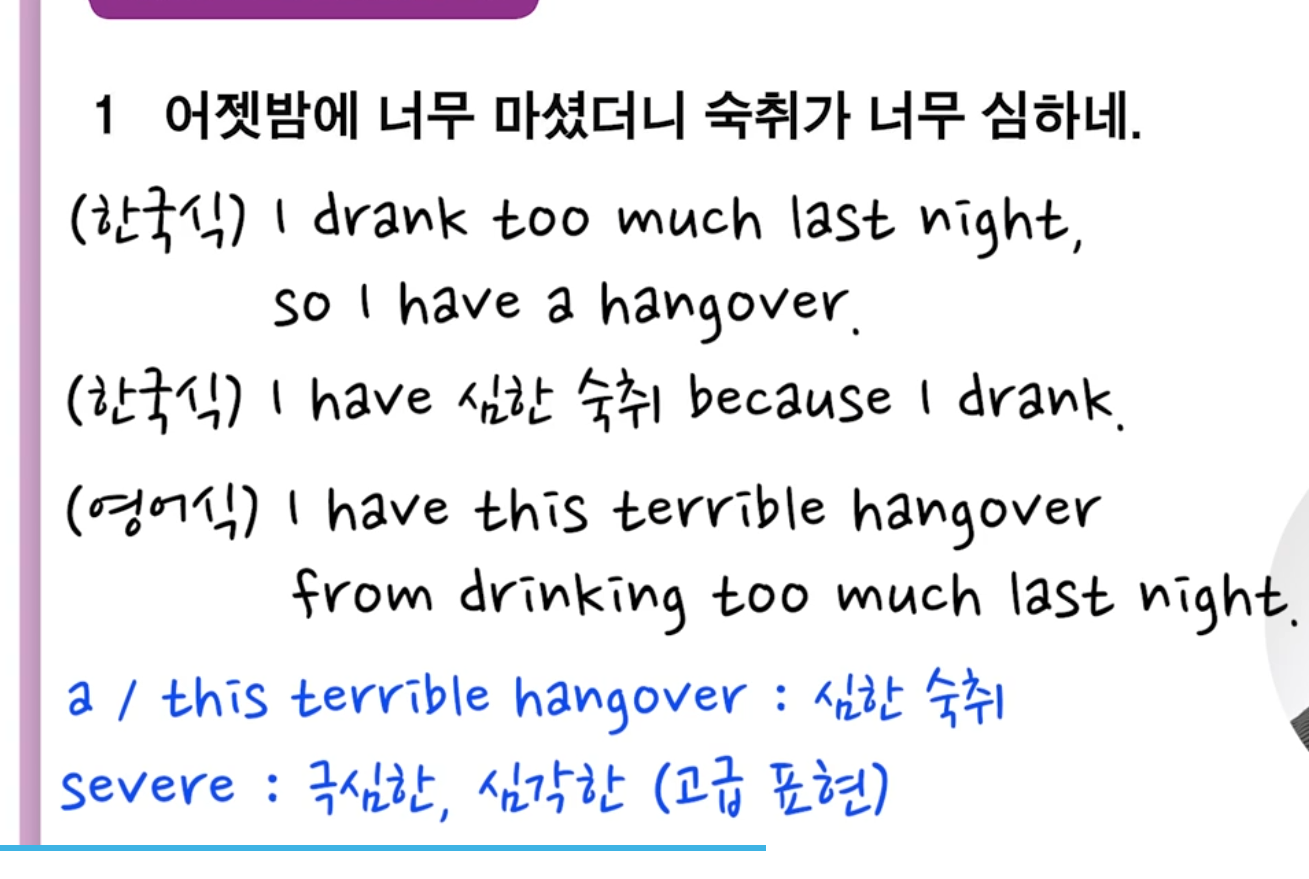 1 어젯밤에 너무 마셨더니 숙취가 너무 심하네.
(한국식) I drank too much last night,
so I have a hangover.
(한국식) I have 심한 숙취 because I drank.
(영어식) I have this terrible hangover
from drinking too much last night.
a / this terrible hangover : 심한 숙취
severe : 극심한, 심각한 (고급 표현)